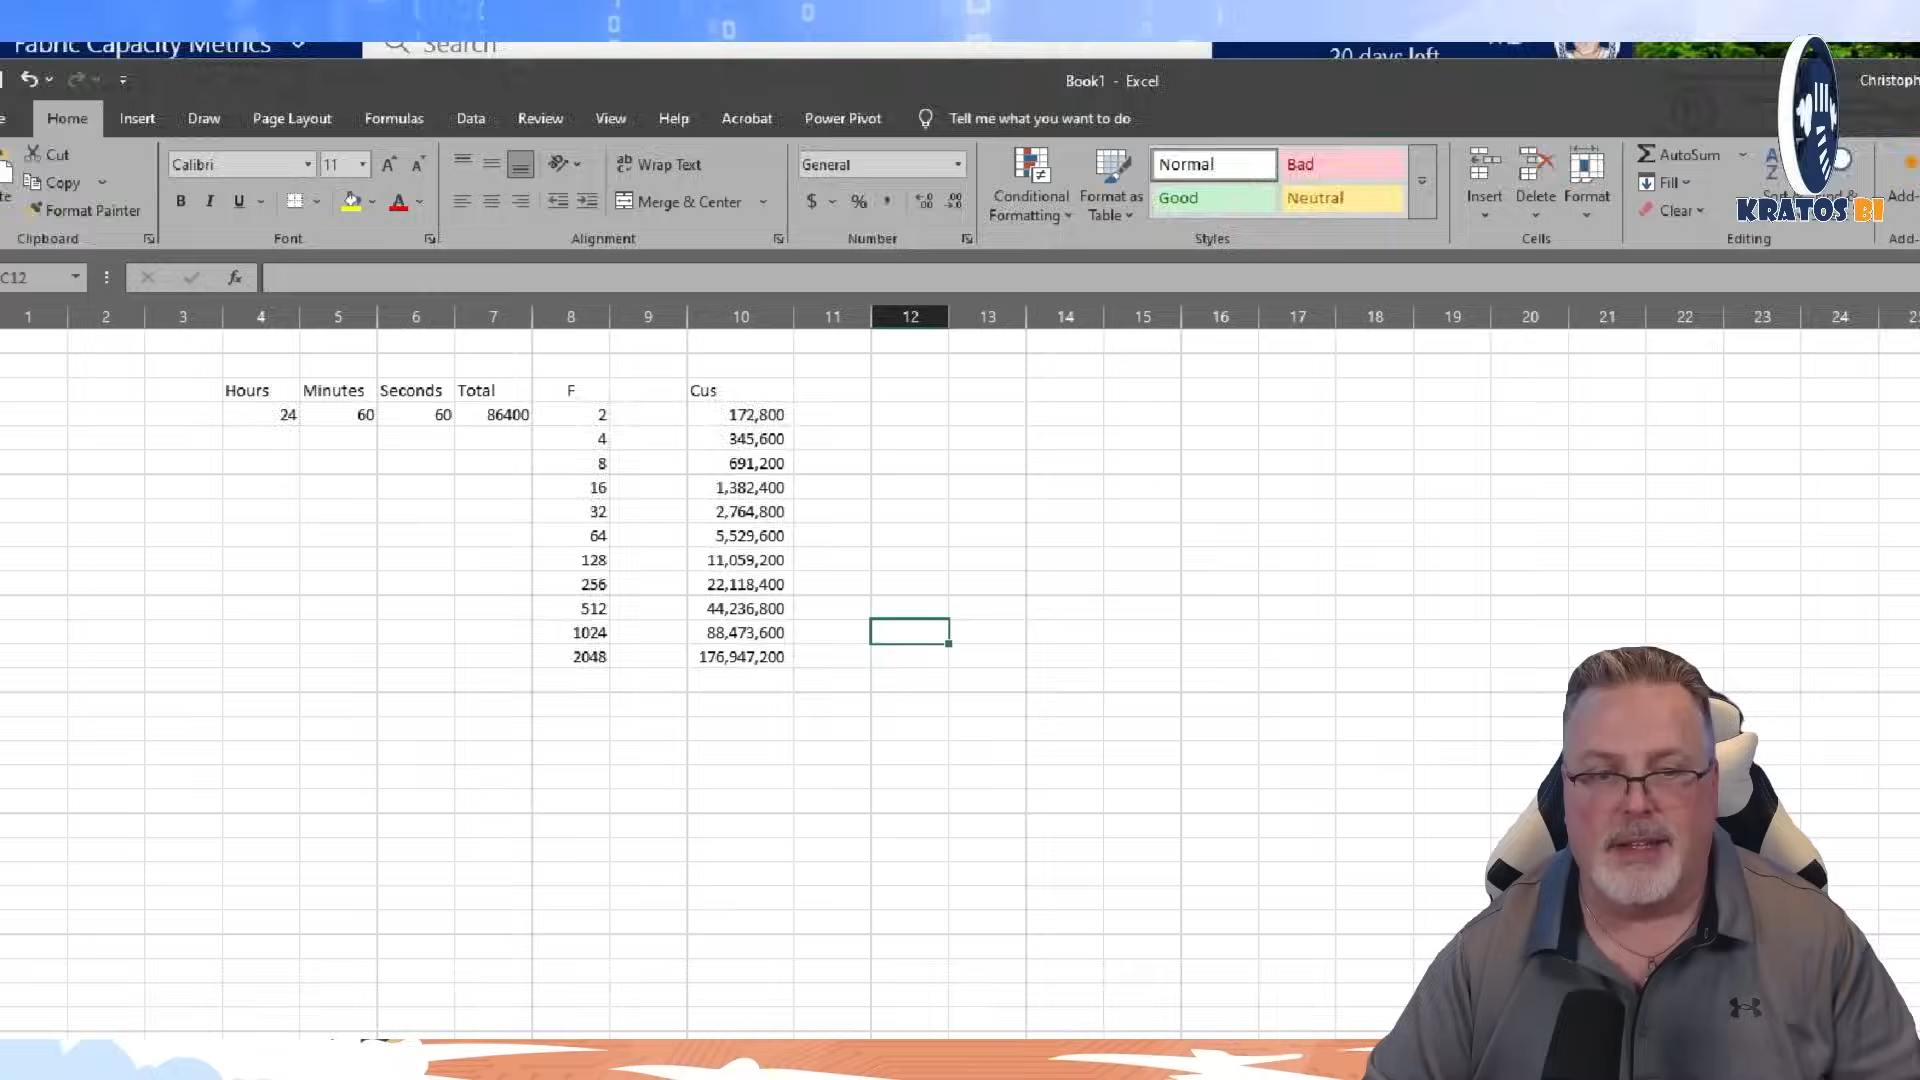 Fabric Capacity Metrics
Search
20 days left
Book1 - Excel
Christoph
Home Insert Draw Page Layout Formulas Data Review View Help Acrobat Power Pivot Tell me what you want to do
Cut
Copy
Format Painter
Clipboard
Calibri 11
B I U
Font
Wrap Text
Merge & Center
Alignment
General
$ %
Number
Conditional Formatting
Format as Table
Normal Bad
Good Neutral
Styles
Insert Delete Format
Cells
AutoSum
Fill
Clear
Editing
Add-
Add-
KRATOS BI
C12 fx
1 2 3 4 5 6 7 8 9 10 11 12 13 14 15 16 17 18 19 20 21 22 23 24
Hours Minutes Seconds Total F Cus
24 60 60 86400 2 172,800
4 345,600
8 691,200
16 1,382,400
32 2,764,800
64 5,529,600
128 11,059,200
256 22,118,400
512 44,236,800
1024 88,473,600
2048 176,947,200